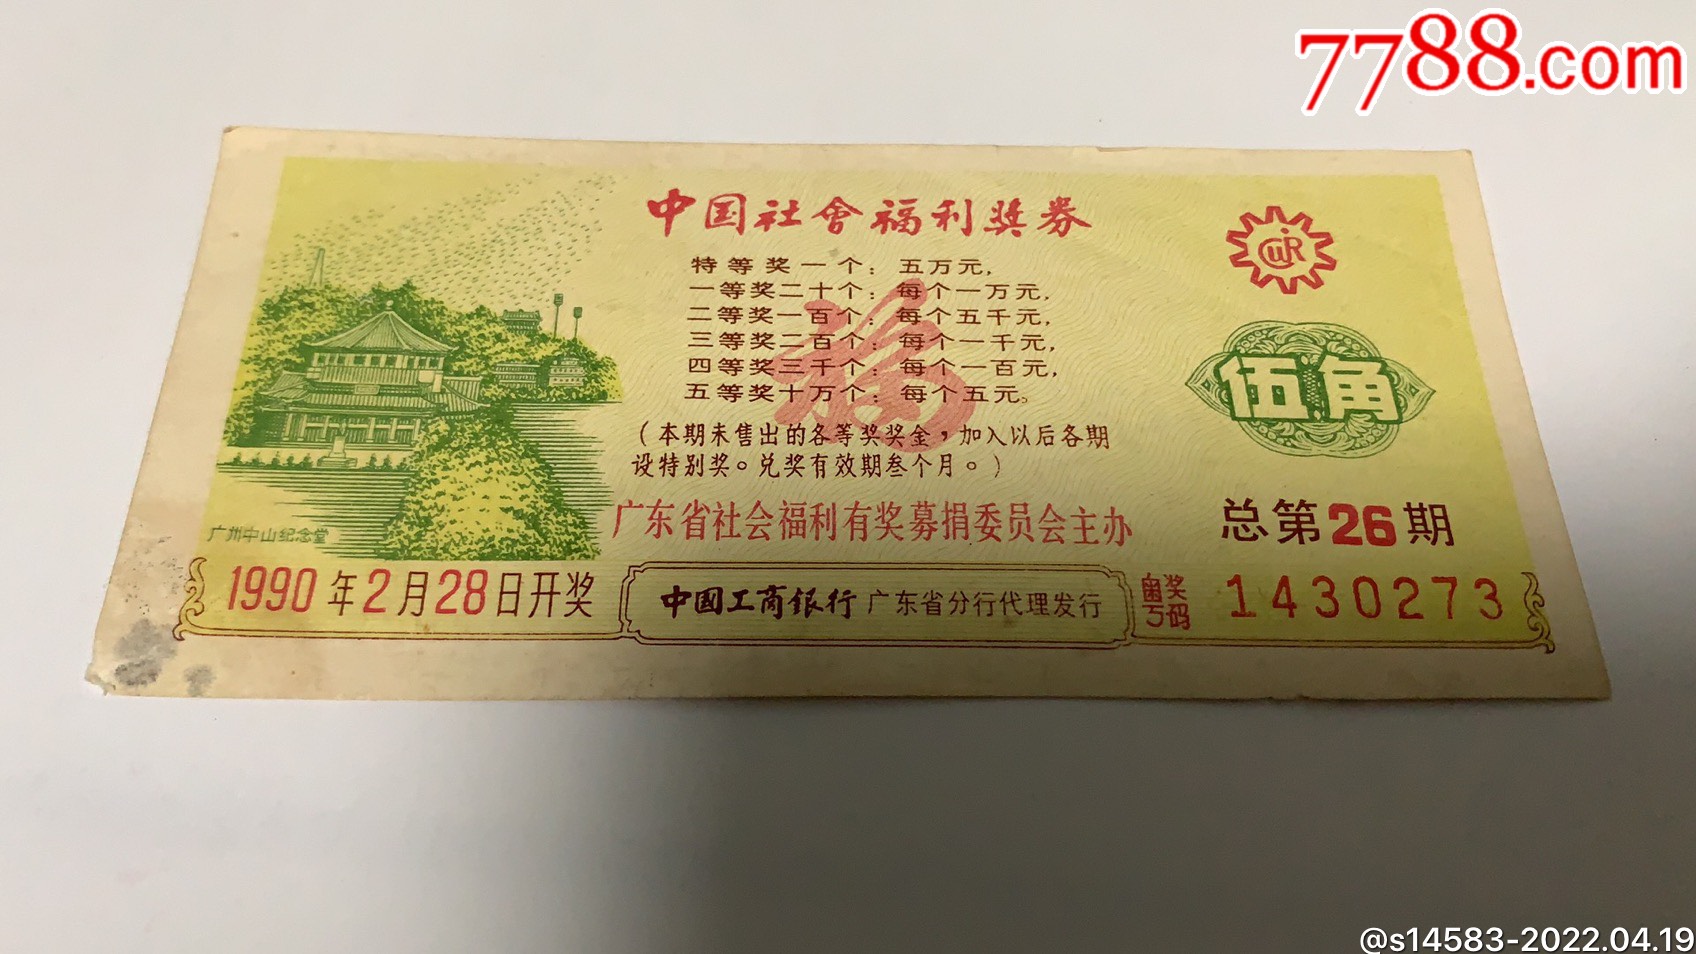 7788.com
中国社會福利奖券
特等奖一个：五万元，
一等奖二十个：每个一万元，
二等奖一百个：每个五千元，
三等奖二百个：每个一千元，
四等奖三千个：每个一百元，
五等奖十万个：每个五元。
福
（本期未售出的各等奖奖金，加入以后各期
设特别奖。兑奖有效期叁个月。）
广东省社会福利有奖募捐委员会主办
CWR
伍角
总第26期
广州中山纪念堂
1990年2月28日开奖
中国工商银行广东省分行代理发行
奖码 1430273
@s14583-2022.04.19